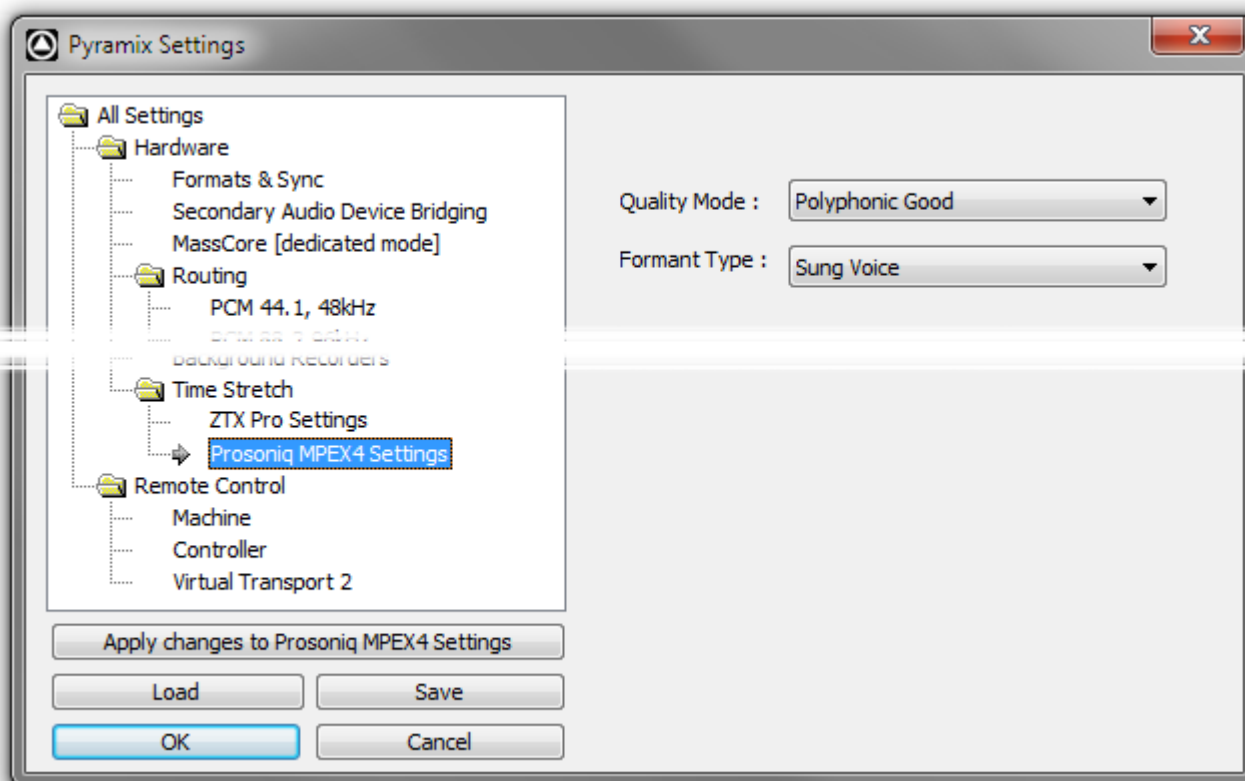 Pyramix Settings
All Settings
Hardware
Formats & Sync
Secondary Audio Device Bridging
MassCore [dedicated mode]
Routing
PCM 44.1, 48kHz
Background Recorders
Time Stretch
ZTX Pro Settings
Prosoniq MPEX4 Settings
Remote Control
Machine
Controller
Virtual Transport 2
Apply changes to Prosoniq MPEX4 Settings
Load Save
OK Cancel
Quality Mode : Polyphonic Good
Formant Type : Sung Voice